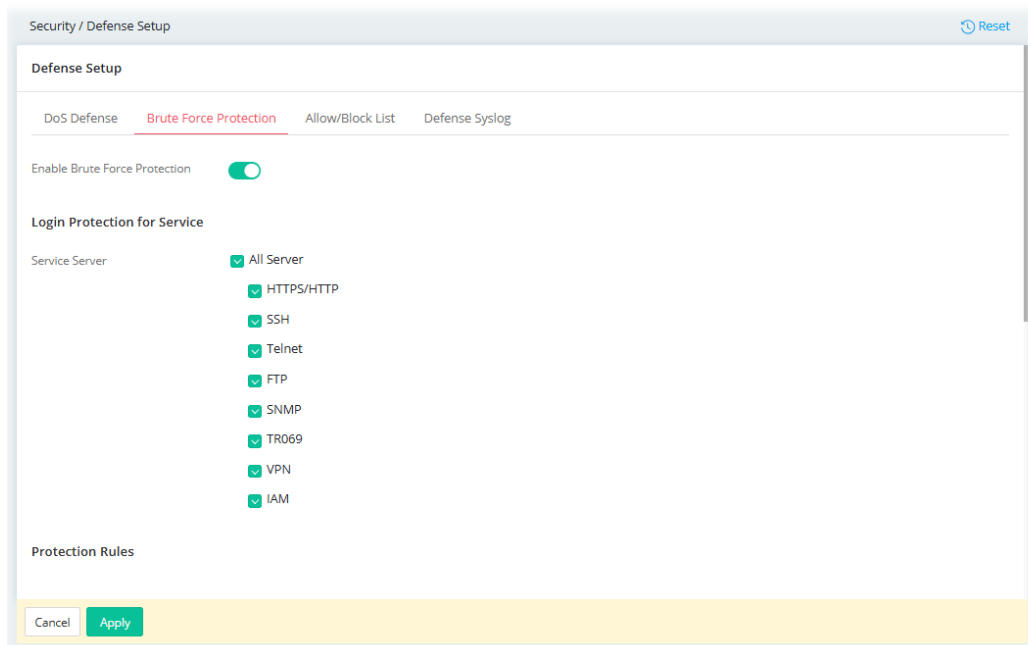 Security / Defense Setup
Reset
Defense Setup
DoS Defense Brute Force Protection Allow/Block List Defense Syslog
Enable Brute Force Protection
Login Protection for Service
Service Server
All Server
HTTPS/HTTP
SSH
Telnet
FTP
SNMP
TR069
VPN
IAM
Protection Rules
Cancel Apply